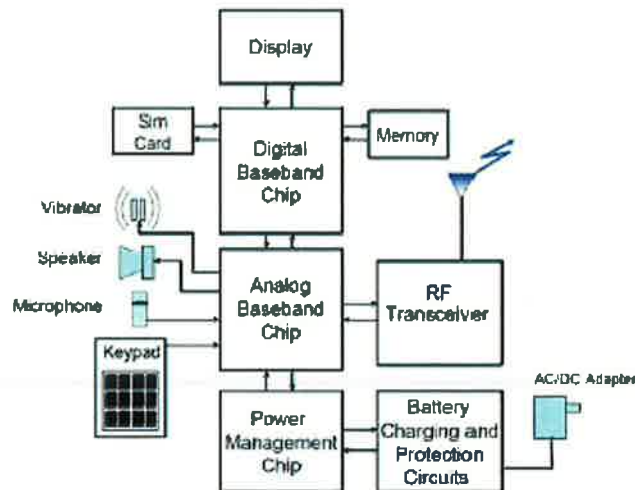 Display
Sim
Card
Digital
Baseband
Chip
Memory
Vibrator
Speaker
Microphone
Analog
Baseband
Chip
RF
Transceiver
Keypad
AC/DC Adapter
Power
Management
Chip
Battery
Charging and
Protection
Circuits